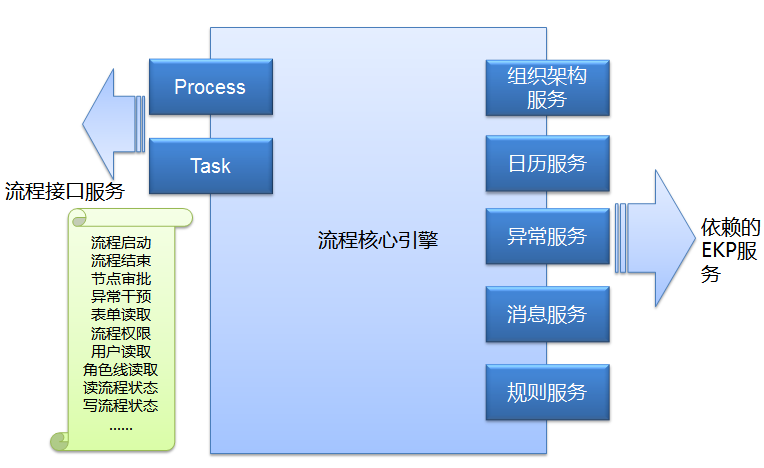 Process
Task
流程接口服务
流程启动
流程结束
节点审批
异常干预
表单读取
流程权限
用户读取
角色线读取
读流程状态
写流程状态
......
流程核心引擎
组织架构
服务
日历服务
异常服务
消息服务
规则服务
依赖的
EKP服
务